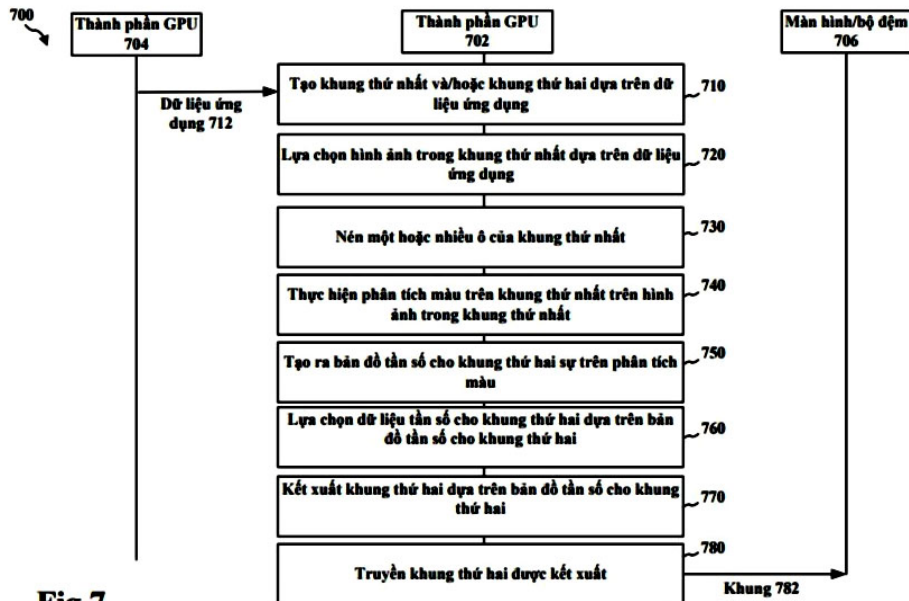 700
Thành phần GPU
704
Thành phần GPU
702
Màn hình/bộ đệm
706
Dữ liệu ứng
dụng 712
Tạo khung thứ nhất và/hoặc khung thứ hai dựa trên dữ
liệu ứng dụng
710
Lựa chọn hình ảnh trong khung thứ nhất dựa trên dữ liệu
ứng dụng
720
Nén một hoặc nhiều ô của khung thứ nhất
730
Thực hiện phân tích màu trên khung thứ nhất trên hình
ảnh trong khung thứ nhất
740
Tạo ra bản đồ tần số cho khung thứ hai sự trên phân tích
màu
750
Lựa chọn dữ liệu tần số cho khung thứ hai dựa trên bản
đồ tần số cho khung thứ hai
760
Kết xuất khung thứ hai dựa trên bản đồ tần số cho khung
thứ hai
770
Truyền khung thứ hai được kết xuất
780
Khung 782
Fig 7